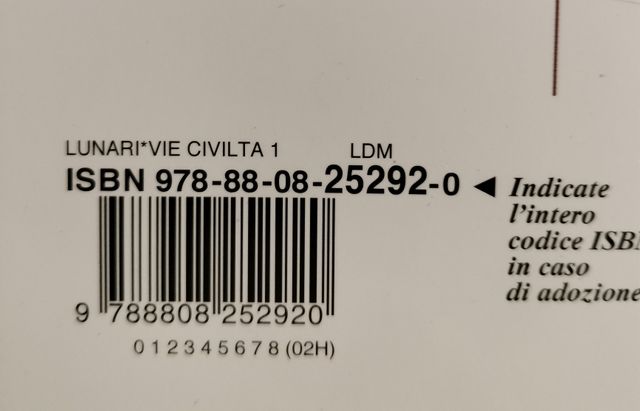 LUNARI*VIE CIVILTA 1 LDM
ISBN 978-88-08-25292-0
9 788808 252920
0 1 2 3 4 5 6 7 8 (02H)
◄ Indicate
l'intero
codice ISBN
in caso
di adozione